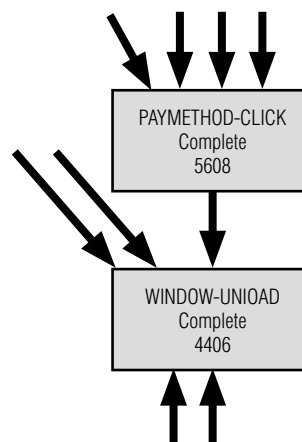 PAYMETHOD-CLICK
Complete
5608
WINDOW-UNIOAD
Complete
4406